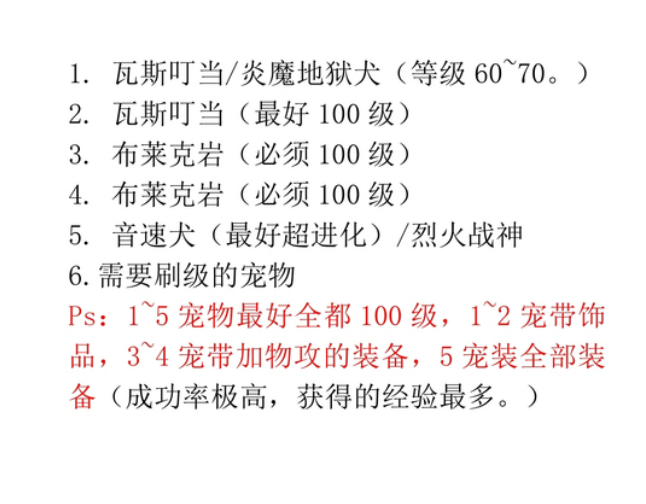 1. 瓦斯叮当/炎魔地狱犬（等级 60~70。）
2. 瓦斯叮当（最好 100 级）
3. 布莱克岩（必须 100 级）
4. 布莱克岩（必须 100 级）
5. 音速犬（最好超进化）/烈火战神
6.需要刷级的宠物
Ps：1~5 宠物最好全都 100 级，1~2 宠带饰
品，3~4 宠带加物攻的装备，5 宠装全部装
备（成功率极高，获得的经验最多。）